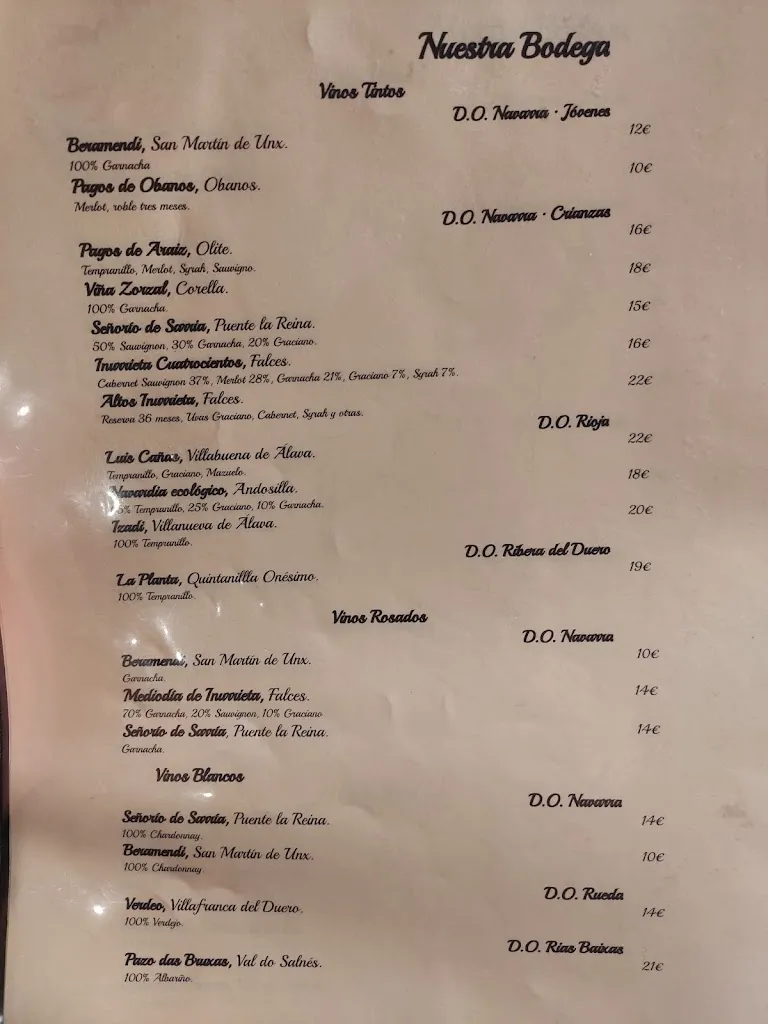 Nuestra Bodega
Vinos Tintos
D.O. Navarra · Jóvenes
Beramendi, San Martín de Unx. 12€
100% Garnacha
Pagos de Obanos, Obanos. 10€
Merlot, roble tres meses.
D.O. Navarra · Crianzas
Pagos de Araiz, Olite. 16€
Tempranillo, Merlot, Syrah, Sauvigno.
Viña Zorzal, Corella. 18€
100% Garnacha.
Señorío de Sarría, Puente la Reina. 15€
50% Sauvignon, 30% Garnacha, 20% Graciano.
Inurrieta Cuatrocientos, Falces. 16€
Cabernet Sauvignon 37%, Merlot 28%, Garnacha 21%, Graciano 7%, Syrah 7%.
Altos Inurrieta, Falces. 22€
Reserva 36 meses, Uvas Graciano, Cabernet, Syrah y otras.
D.O. Rioja
Luis Cañas, Villabuena de Álava. 22€
Tempranillo, Graciano, Mazuelo.
Navardia ecológico, Andosilla. 18€
Tempranillo, 25% Graciano, 10% Garnacha.
Izadi, Villanueva de Álava. 20€
100% Tempranillo.
D.O. Ribera del Duero
La Planta, Quintanillla Onésimo. 19€
100% Tempranillo.
Vinos Rosados
D.O. Navarra
Beramendi, San Martín de Unx. 10€
Garnacha.
Mediodía de Inurrieta, Falces. 14€
70% Garnacha, 20% Sauvignon, 10% Graciano
Señorío de Sarría, Puente la Reina. 14€
Garnacha.
Vinos Blancos
D.O. Navarra
Señorío de Sarría, Puente la Reina. 14€
100% Chardonnay.
Beramendi, San Martín de Unx. 10€
100% Chardonnay.
D.O. Rueda
Verdeo, Villafranca del Duero. 14€
100% Verdejo.
D.O. Rías Baixas
Pazo das Bruxas, Val do Salnés. 21€
100% Albariño.